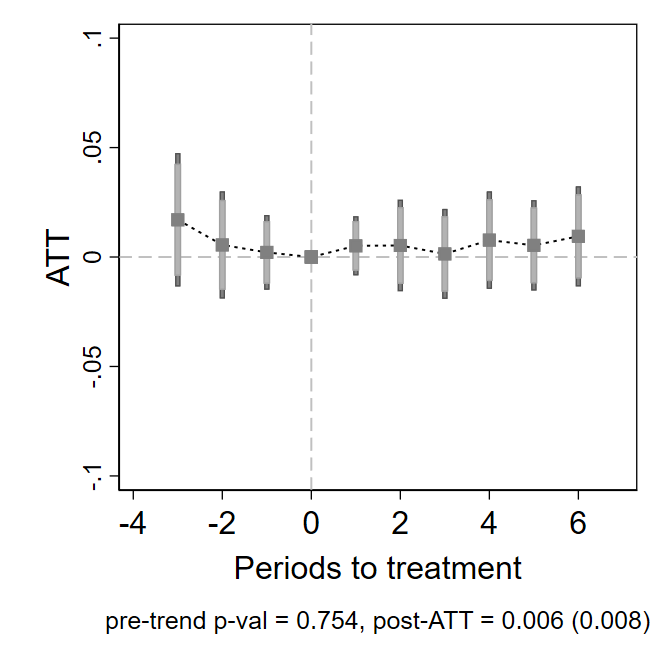 .1
.05
0
-.05
-.1
ATT
-4 -2 0 2 4 6
Periods to treatment
pre-trend p-val = 0.754, post-ATT = 0.006 (0.008)